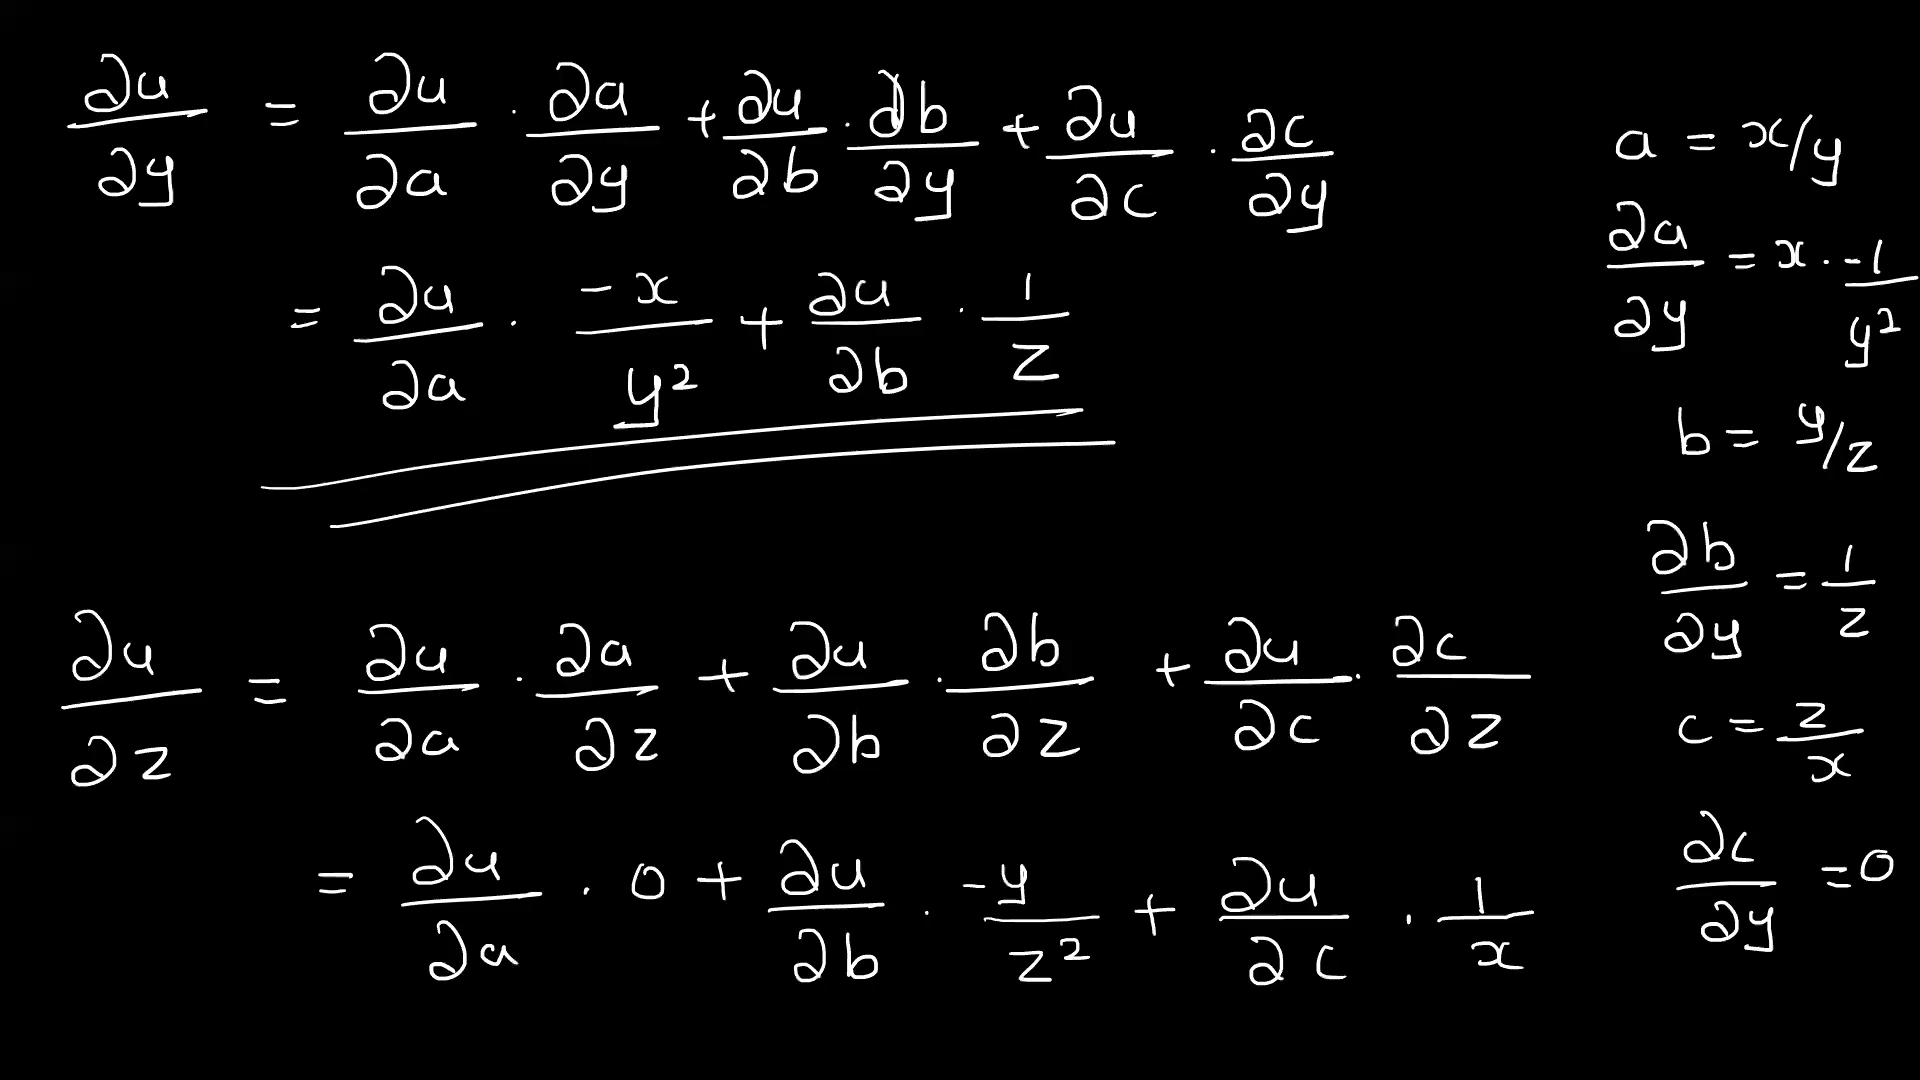 ∂u/∂y = ∂u/∂a · ∂a/∂y + ∂u/∂b · ∂b/∂y + ∂u/∂c · ∂c/∂y
= ∂u/∂a · -x/y² + ∂u/∂b · 1/z
∂u/∂z = ∂u/∂a · ∂a/∂z + ∂u/∂b · ∂b/∂z + ∂u/∂c · ∂c/∂z
= ∂u/∂a · 0 + ∂u/∂b · -y/z² + ∂u/∂c · 1/x
a = x/y
∂a/∂y = x · -1/y²
b = y/z
∂b/∂y = 1/z
c = z/x
∂c/∂y = 0